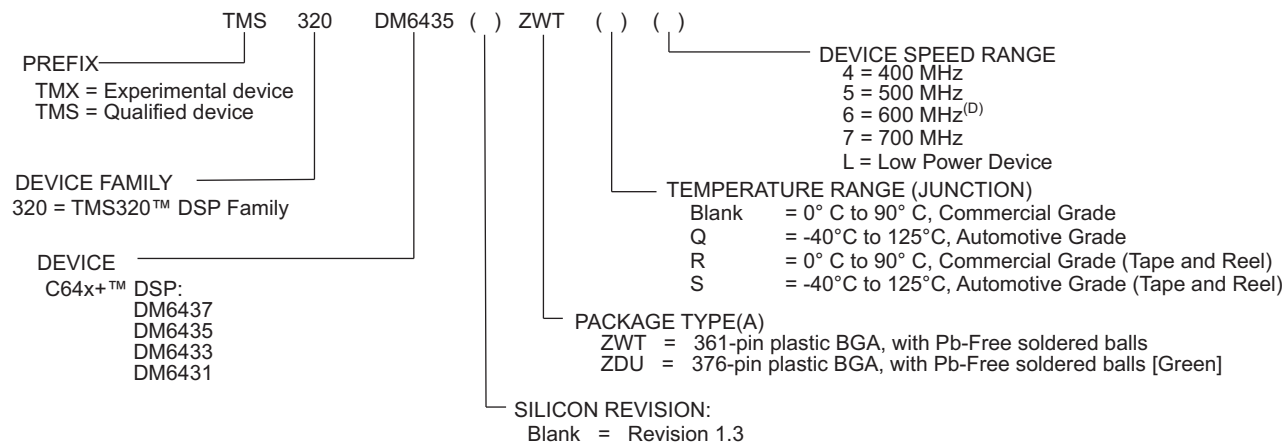 TMS 320 DM6435 ( ) ZWT ( ) ( )
PREFIX
TMX = Experimental device
TMS = Qualified device
DEVICE SPEED RANGE
4 = 400 MHz
5 = 500 MHz
6 = 600 MHz(D)
7 = 700 MHz
L = Low Power Device
DEVICE FAMILY
320 = TMS320™ DSP Family
TEMPERATURE RANGE (JUNCTION)
Blank = 0° C to 90° C, Commercial Grade
Q = -40°C to 125°C, Automotive Grade
R = 0° C to 90° C, Commercial Grade (Tape and Reel)
S = -40°C to 125°C, Automotive Grade (Tape and Reel)
DEVICE
C64x+™ DSP:
DM6437
DM6435
DM6433
DM6431
PACKAGE TYPE(A)
ZWT = 361-pin plastic BGA, with Pb-Free soldered balls
ZDU = 376-pin plastic BGA, with Pb-Free soldered balls [Green]
SILICON REVISION:
Blank = Revision 1.3